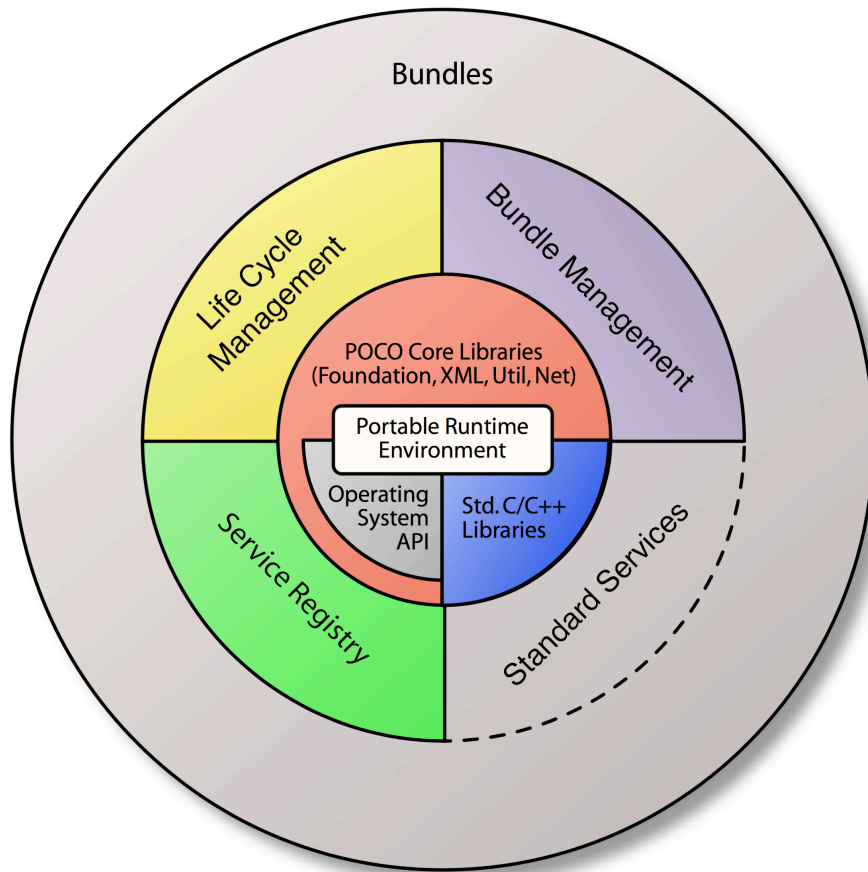 Bundles
Life Cycle
Management
Bundle Management
POCO Core Libraries
(Foundation, XML, Util, Net)
Portable Runtime
Environment
Operating
System
API
Std. C/C++
Libraries
Service Registry
Standard Services